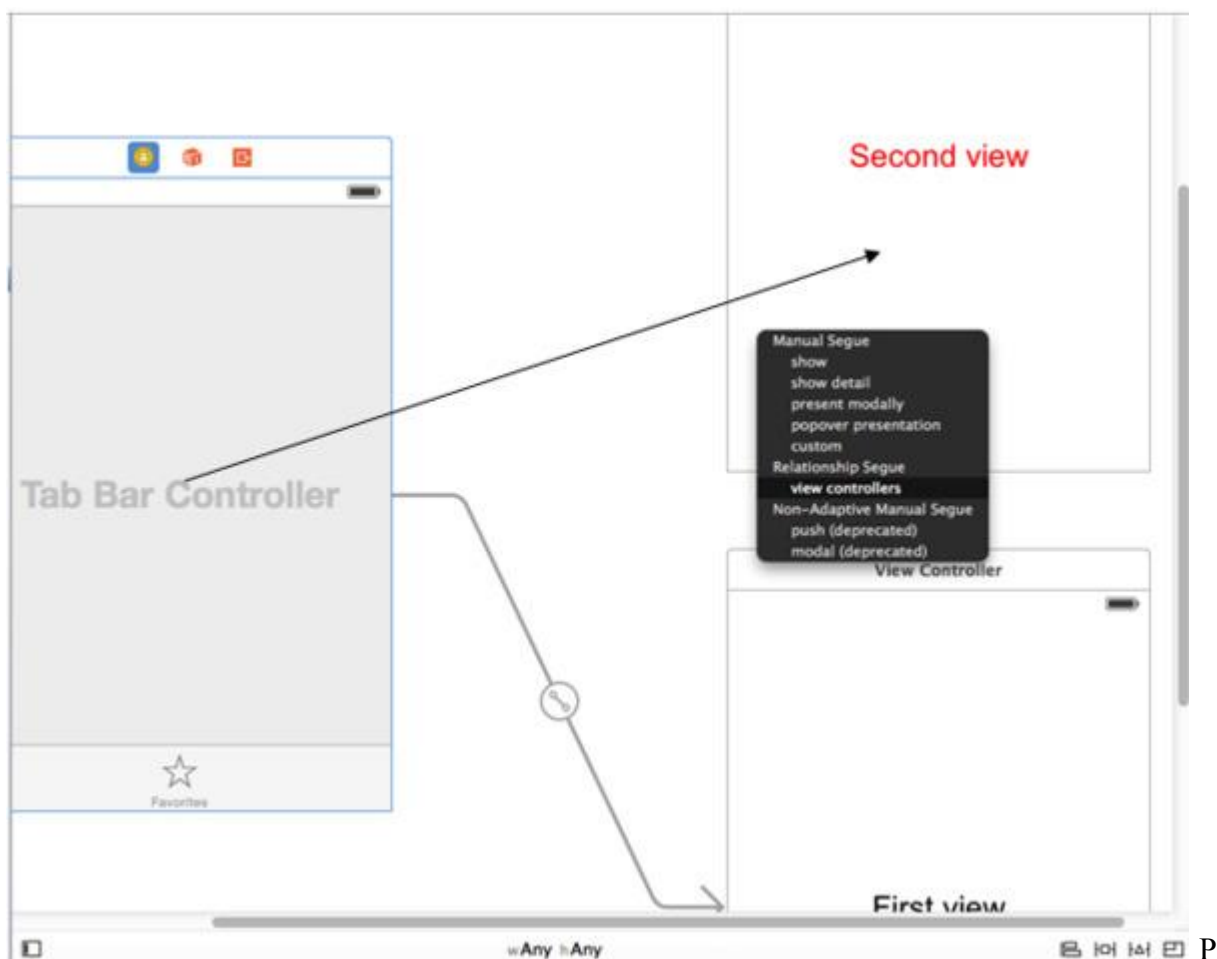 Second view
Manual Segue
show
show detail
present modally
popover presentation
custom
Relationship Segue
view controllers
Non-Adaptive Manual Segue
push (deprecated)
modal (deprecated)
Tab Bar Controller
View Controller
Favorites
First view
wAny hAny
P